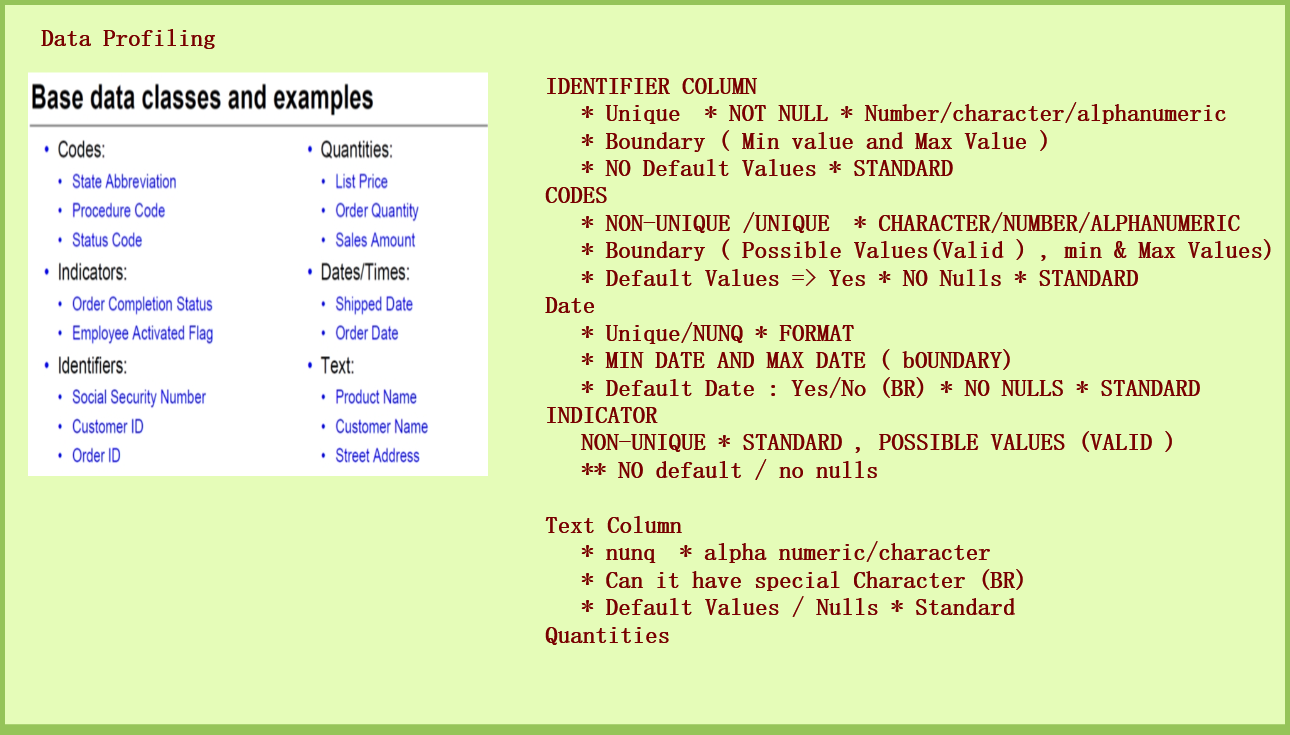 Data Profiling
Base data classes and examples
• Codes:
• State Abbreviation
• Procedure Code
• Status Code
• Indicators:
• Order Completion Status
• Employee Activated Flag
• Identifiers:
• Social Security Number
• Customer ID
• Order ID
• Quantities:
• List Price
• Order Quantity
• Sales Amount
• Dates/Times:
• Shipped Date
• Order Date
• Text:
• Product Name
• Customer Name
• Street Address
IDENTIFIER COLUMN
* Unique  * NOT NULL * Number/character/alphanumeric
* Boundary ( Min value and Max Value )
* NO Default Values * STANDARD
CODES
* NON-UNIQUE /UNIQUE  * CHARACTER/NUMBER/ALPHANUMERIC
* Boundary ( Possible Values(Valid ) , min & Max Values)
* Default Values => Yes * NO Nulls * STANDARD
Date
* Unique/NUNQ * FORMAT
* MIN DATE AND MAX DATE ( bOUNDARY)
* Default Date : Yes/No (BR) * NO NULLS * STANDARD
INDICATOR
NON-UNIQUE * STANDARD , POSSIBLE VALUES (VALID )
** NO default / no nulls
Text Column
* nunq  * alpha numeric/character
* Can it have special Character (BR)
* Default Values / Nulls * Standard
Quantities